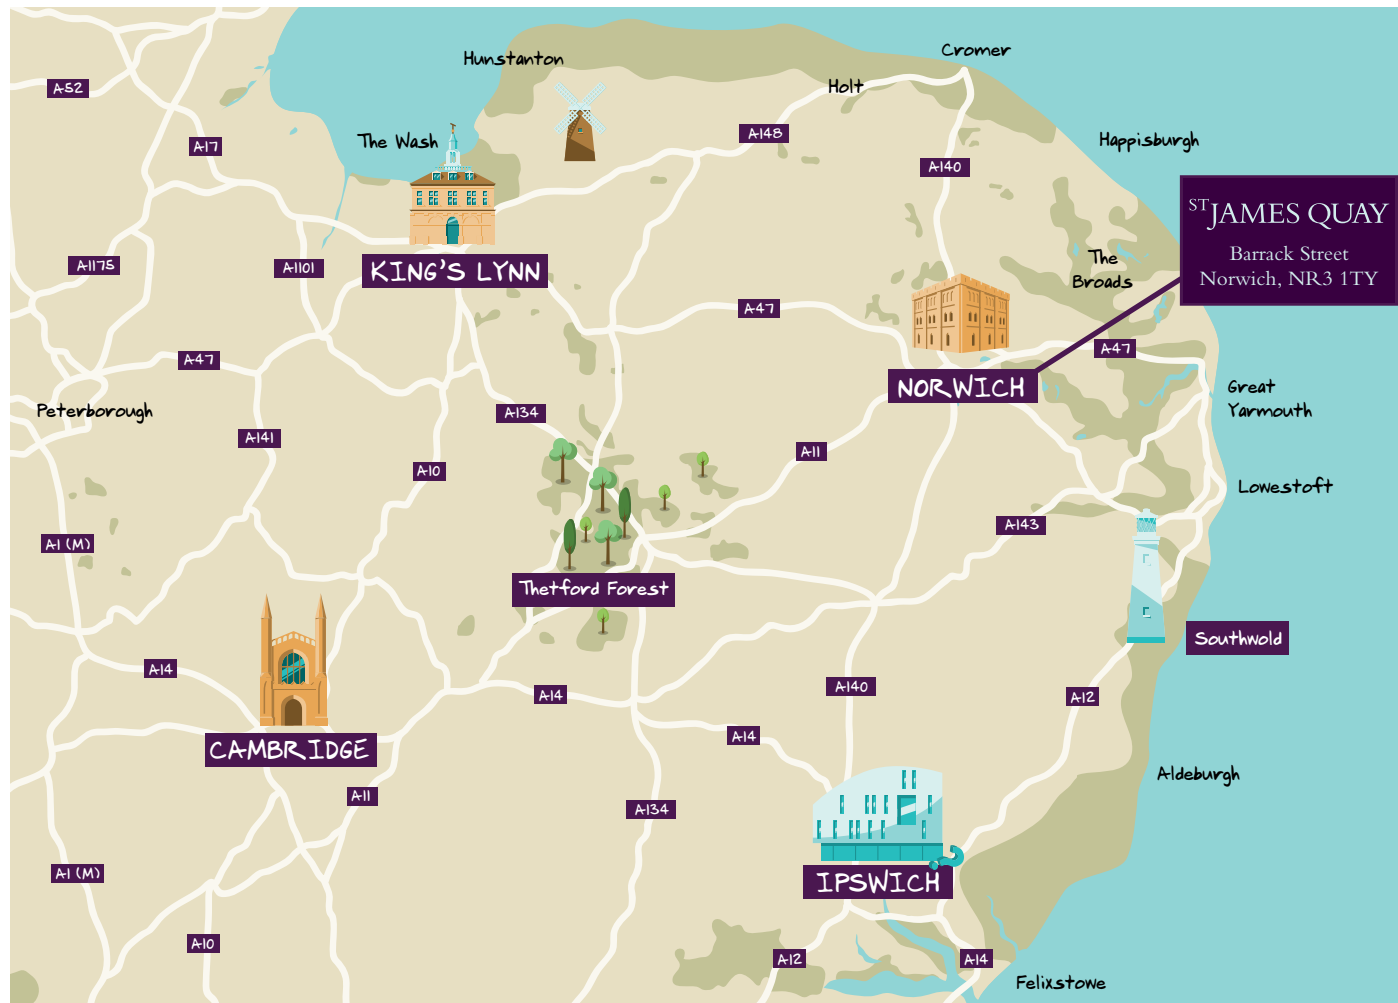 Cromer
Hunstanton
Holt
A52
A148
The Wash
Happisburgh
A17
A140
ST JAMES QUAY
Barrack Street
Norwich, NR3 1TY
The
Broads
A1175
A1101
KING'S LYNN
A47
A47
A47
NORWICH
Great
Yarmouth
Peterborough
A134
A141
A11
A10
Lowestoft
A143
A1 (M)
Thetford Forest
Southwold
A14
A14
A140
A12
A14
CAMBRIDGE
Aldeburgh
A11
A134
A1 (M)
IPSWICH
A10
A12
A14
Felixstowe